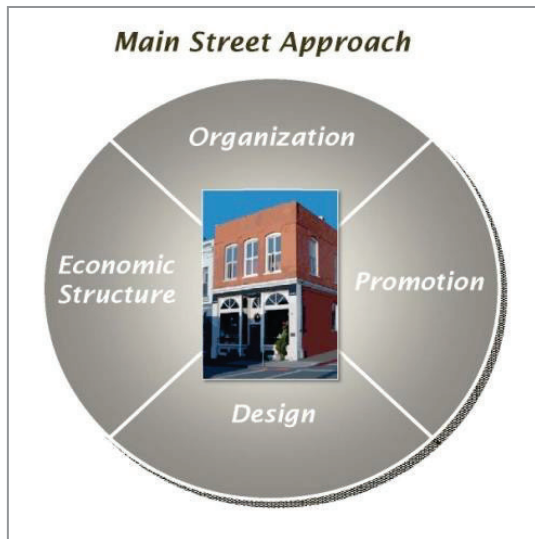 Main Street Approach
Organization
Economic
Structure
Promotion
Design